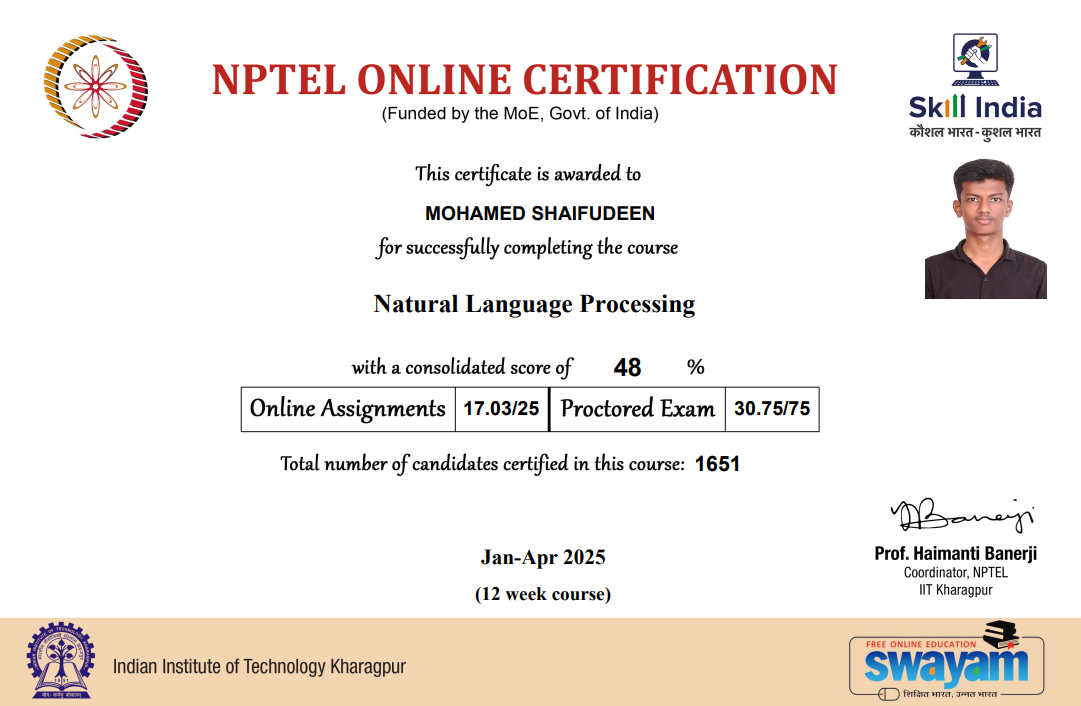 NPTEL ONLINE CERTIFICATION
(Funded by the MoE, Govt. of India)
Skill India
कौशल भारत - कुशल भारत
This certificate is awarded to
MOHAMED SHAIFUDEEN
for successfully completing the course
Natural Language Processing
with a consolidated score of 48 %
Online Assignments 17.03/25 Proctored Exam 30.75/75
Total number of candidates certified in this course: 1651
Prof. Haimanti Banerji
Coordinator, NPTEL
IIT Kharagpur
Jan-Apr 2025
(12 week course)
Indian Institute of Technology Kharagpur
FREE ONLINE EDUCATION
swayam
शिक्षित भारत, उन्नत भारत